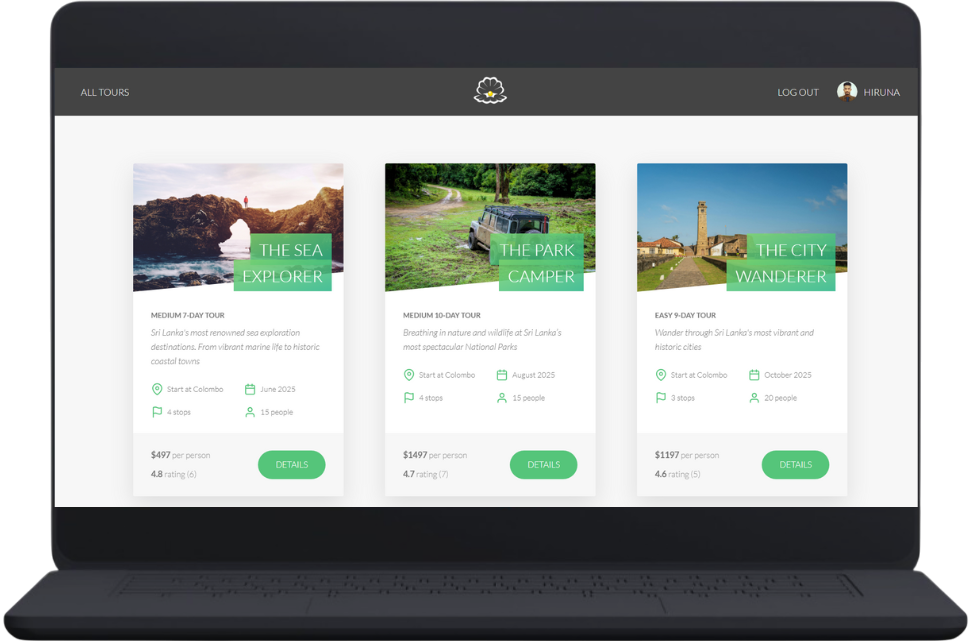 ALL TOURS
LOG OUT
HIRUNA
THE SEA
EXPLORER
MEDIUM 7-DAY TOUR
Sri Lanka's most renowned sea exploration
destinations. From vibrant marine life to historic
coastal towns
Start at Colombo
June 2025
4 stops
15 people
$497 per person
4.8 rating (6)
DETAILS
THE PARK
CAMPER
MEDIUM 10-DAY TOUR
Breathing in nature and wildlife at Sri Lanka's
most spectacular National Parks
Start at Colombo
August 2025
4 stops
15 people
$1497 per person
4.7 rating (7)
DETAILS
THE CITY
WANDERER
EASY 9-DAY TOUR
Wander through Sri Lanka's most vibrant and
historic cities
Start at Colombo
October 2025
3 stops
20 people
$1197 per person
4.6 rating (5)
DETAILS